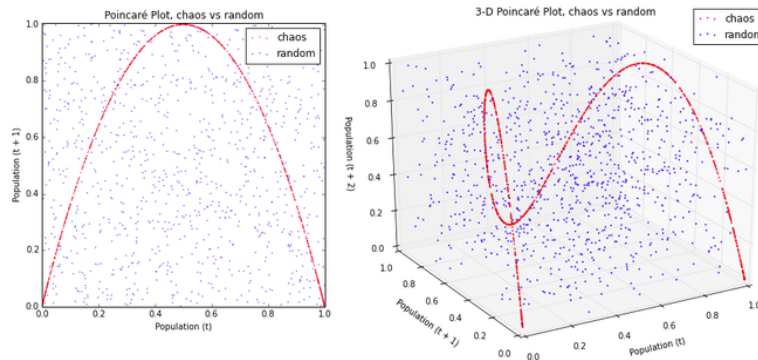 Poincaré Plot, chaos vs random
chaos
random
1.0
0.8
0.6
0.4
0.2
0.0
0.0 0.2 0.4 0.6 0.8 1.0
Population (t + 1)
Population (t)
3-D Poincaré Plot, chaos vs random
chaos
random
1.0
0.8
0.6
0.4
0.2
0.0
Population (t + 2)
1.0
0.8
0.6
0.4
0.2
0.0
Population (t + 1)
0.0
0.2
0.4
0.6
0.8
1.0
Population (t)